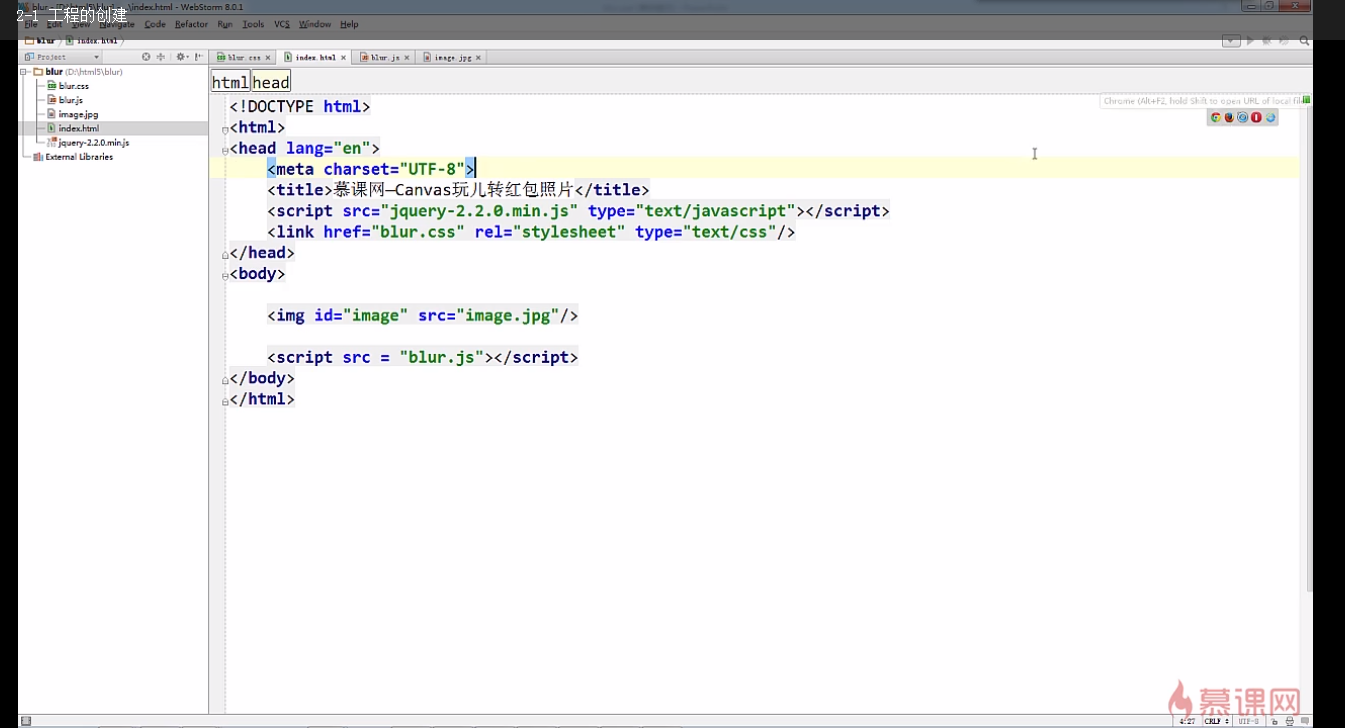 blur - [D:\html5\blur] - ...\index.html - WebStorm 8.0.1
2-1 工程的创建
File Edit View Navigate Code Refactor Run Tools VCS Window Help
blur index.html
Project
blur.css index.html blur.js image.jpg
blur (D:\html5\blur)
blur.css
blur.js
image.jpg
index.html
jquery-2.2.0.min.js
External Libraries
html head
Chrome (Alt+F2, hold Shift to open URL of local file)
<!DOCTYPE html>
<html>
<head lang="en">
<meta charset="UTF-8">
<title>慕课网—Canvas玩儿转红包照片</title>
<script src="jquery-2.2.0.min.js" type="text/javascript"></script>
<link href="blur.css" rel="stylesheet" type="text/css"/>
</head>
<body>
<img id="image" src="image.jpg"/>
<script src = "blur.js"></script>
</body>
</html>
慕课网
4:27 CRLF UTF-8